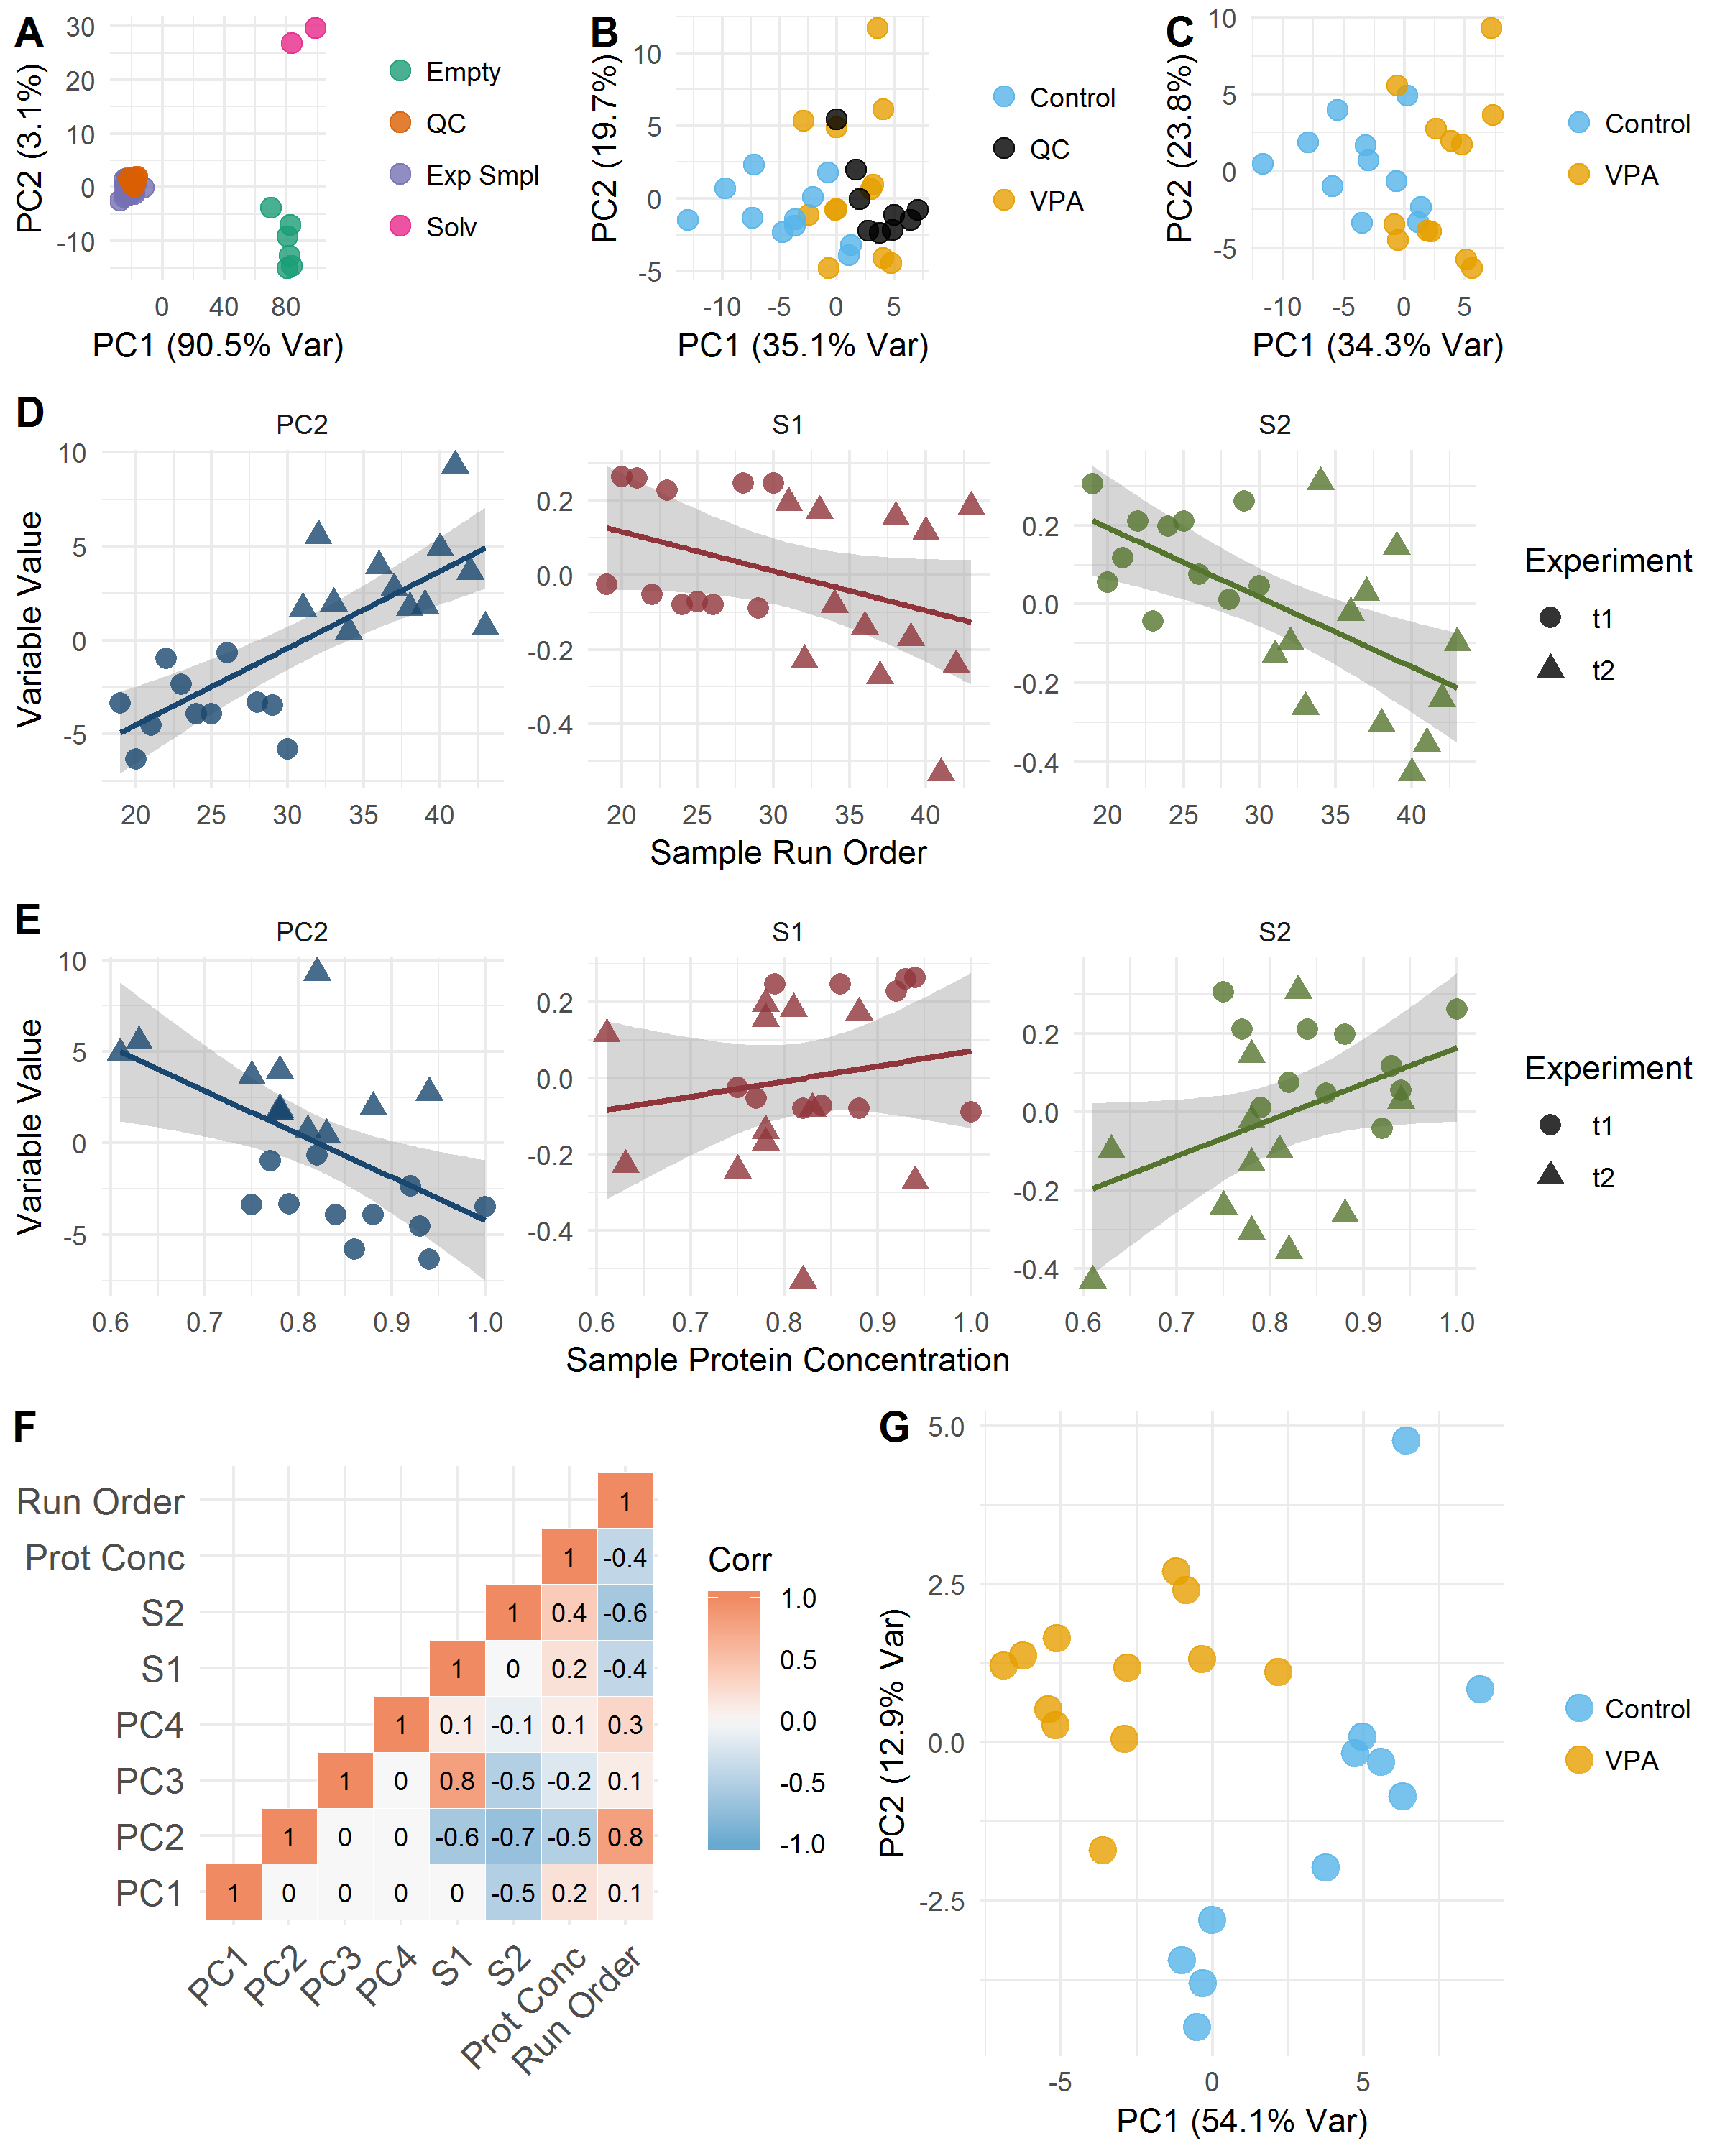 A
PC2 (3.1%)
30
20
10
0
-10
0 40 80
PC1 (90.5% Var)
Empty
QC
Exp Smpl
Solv
B
PC2 (19.7%)
10
5
0
-5
-10 -5 0 5
PC1 (35.1% Var)
Control
QC
VPA
C
PC2 (23.8%)
10
5
0
-5
-10 -5 0 5
PC1 (34.3% Var)
Control
VPA
D
PC2 S1 S2
Variable Value
10
5
0
-5
20 25 30 35 40
0.2
0.0
-0.2
-0.4
20 25 30 35 40
0.2
0.0
-0.2
-0.4
20 25 30 35 40
Sample Run Order
Experiment
t1
t2
E
PC2 S1 S2
Variable Value
10
5
0
-5
0.6 0.7 0.8 0.9 1.0
0.2
0.0
-0.2
-0.4
0.6 0.7 0.8 0.9 1.0
0.2
0.0
-0.2
-0.4
0.6 0.7 0.8 0.9 1.0
Sample Protein Concentration
Experiment
t1
t2
F
Run Order 1
Prot Conc 1 -0.4
S2 1 0.4 -0.6
S1 1 0 0.2 -0.4
PC4 1 0.1 -0.1 0.1 0.3
PC3 1 0 0.8 -0.5 -0.2 0.1
PC2 1 0 0 -0.6 -0.7 -0.5 0.8
PC1 1 0 0 0 0 -0.5 0.2 0.1
PC1 PC2 PC3 PC4 S1 S2 Prot Conc Run Order
Corr
1.0
0.5
0.0
-0.5
-1.0
G
PC2 (12.9% Var)
5.0
2.5
0.0
-2.5
-5 0 5
PC1 (54.1% Var)
Control
VPA